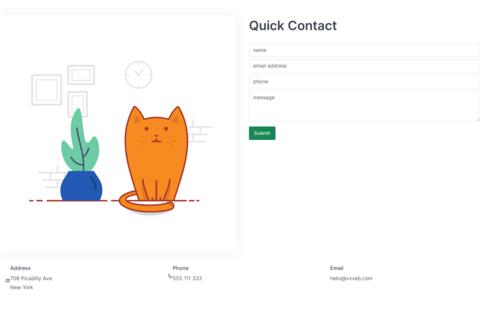 Quick Contact
name
email address
phone
message
Submit
Address
708 Picadilly Ave.
New York
Phone
555 111 333
Email
hello@vvveb.com